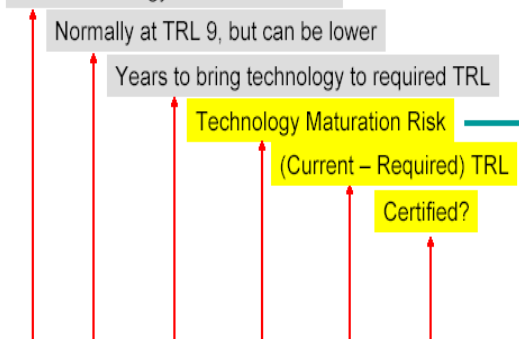 Normally at TRL 9, but can be lower
Years to bring technology to required TRL
Technology Maturation Risk
(Current – Required) TRL
Certified?